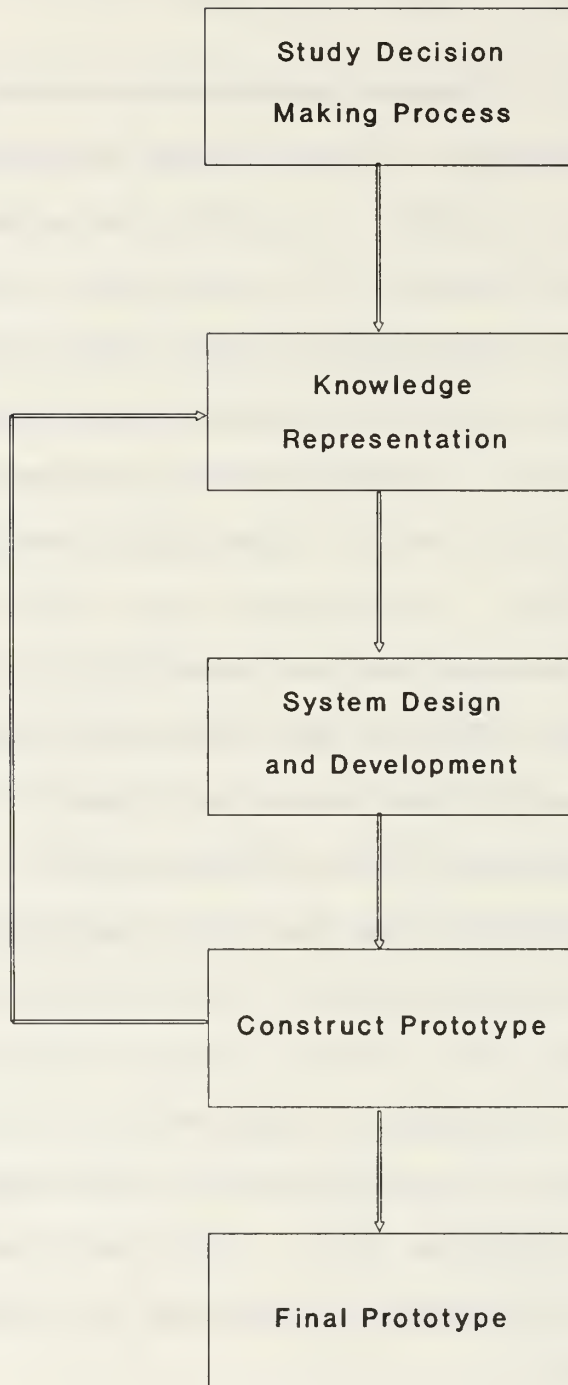 Study Decision
Making Process
Knowledge
Representation
System Design
and Development
Construct Prototype
Final Prototype